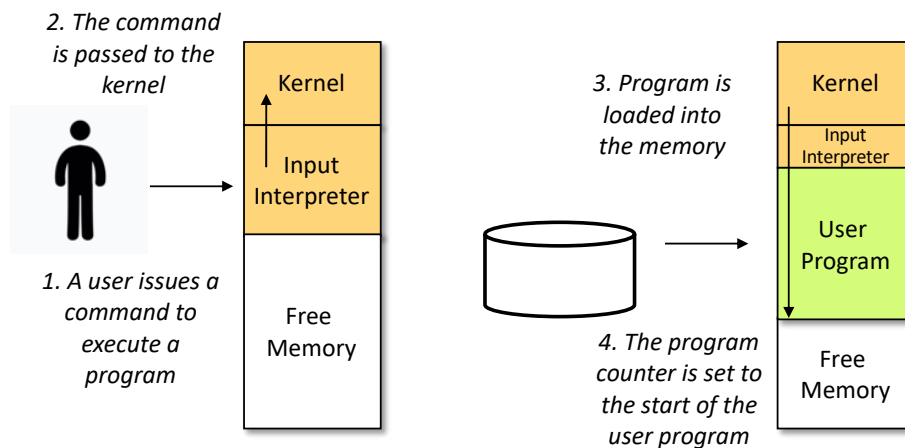 2. The command
is passed to the
kernel
Kernel
Input
Interpreter
1. A user issues a
command to
execute a
program
Free
Memory
3. Program is
loaded into
the memory
Kernel
Input
Interpreter
User
Program
4. The program
counter is set to
the start of the
user program
Free
Memory